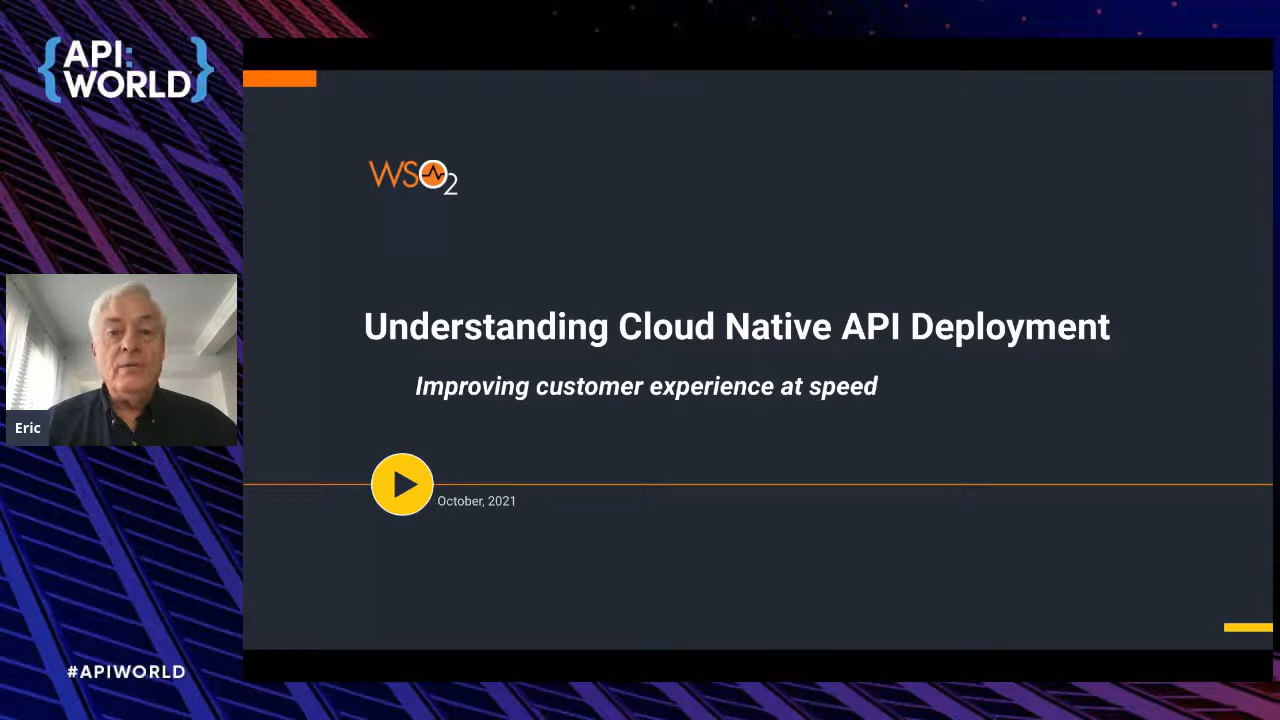 {API:
WORLD}
WSO2
Understanding Cloud Native API Deployment
Improving customer experience at speed
Eric
October, 2021
#APIWORLD